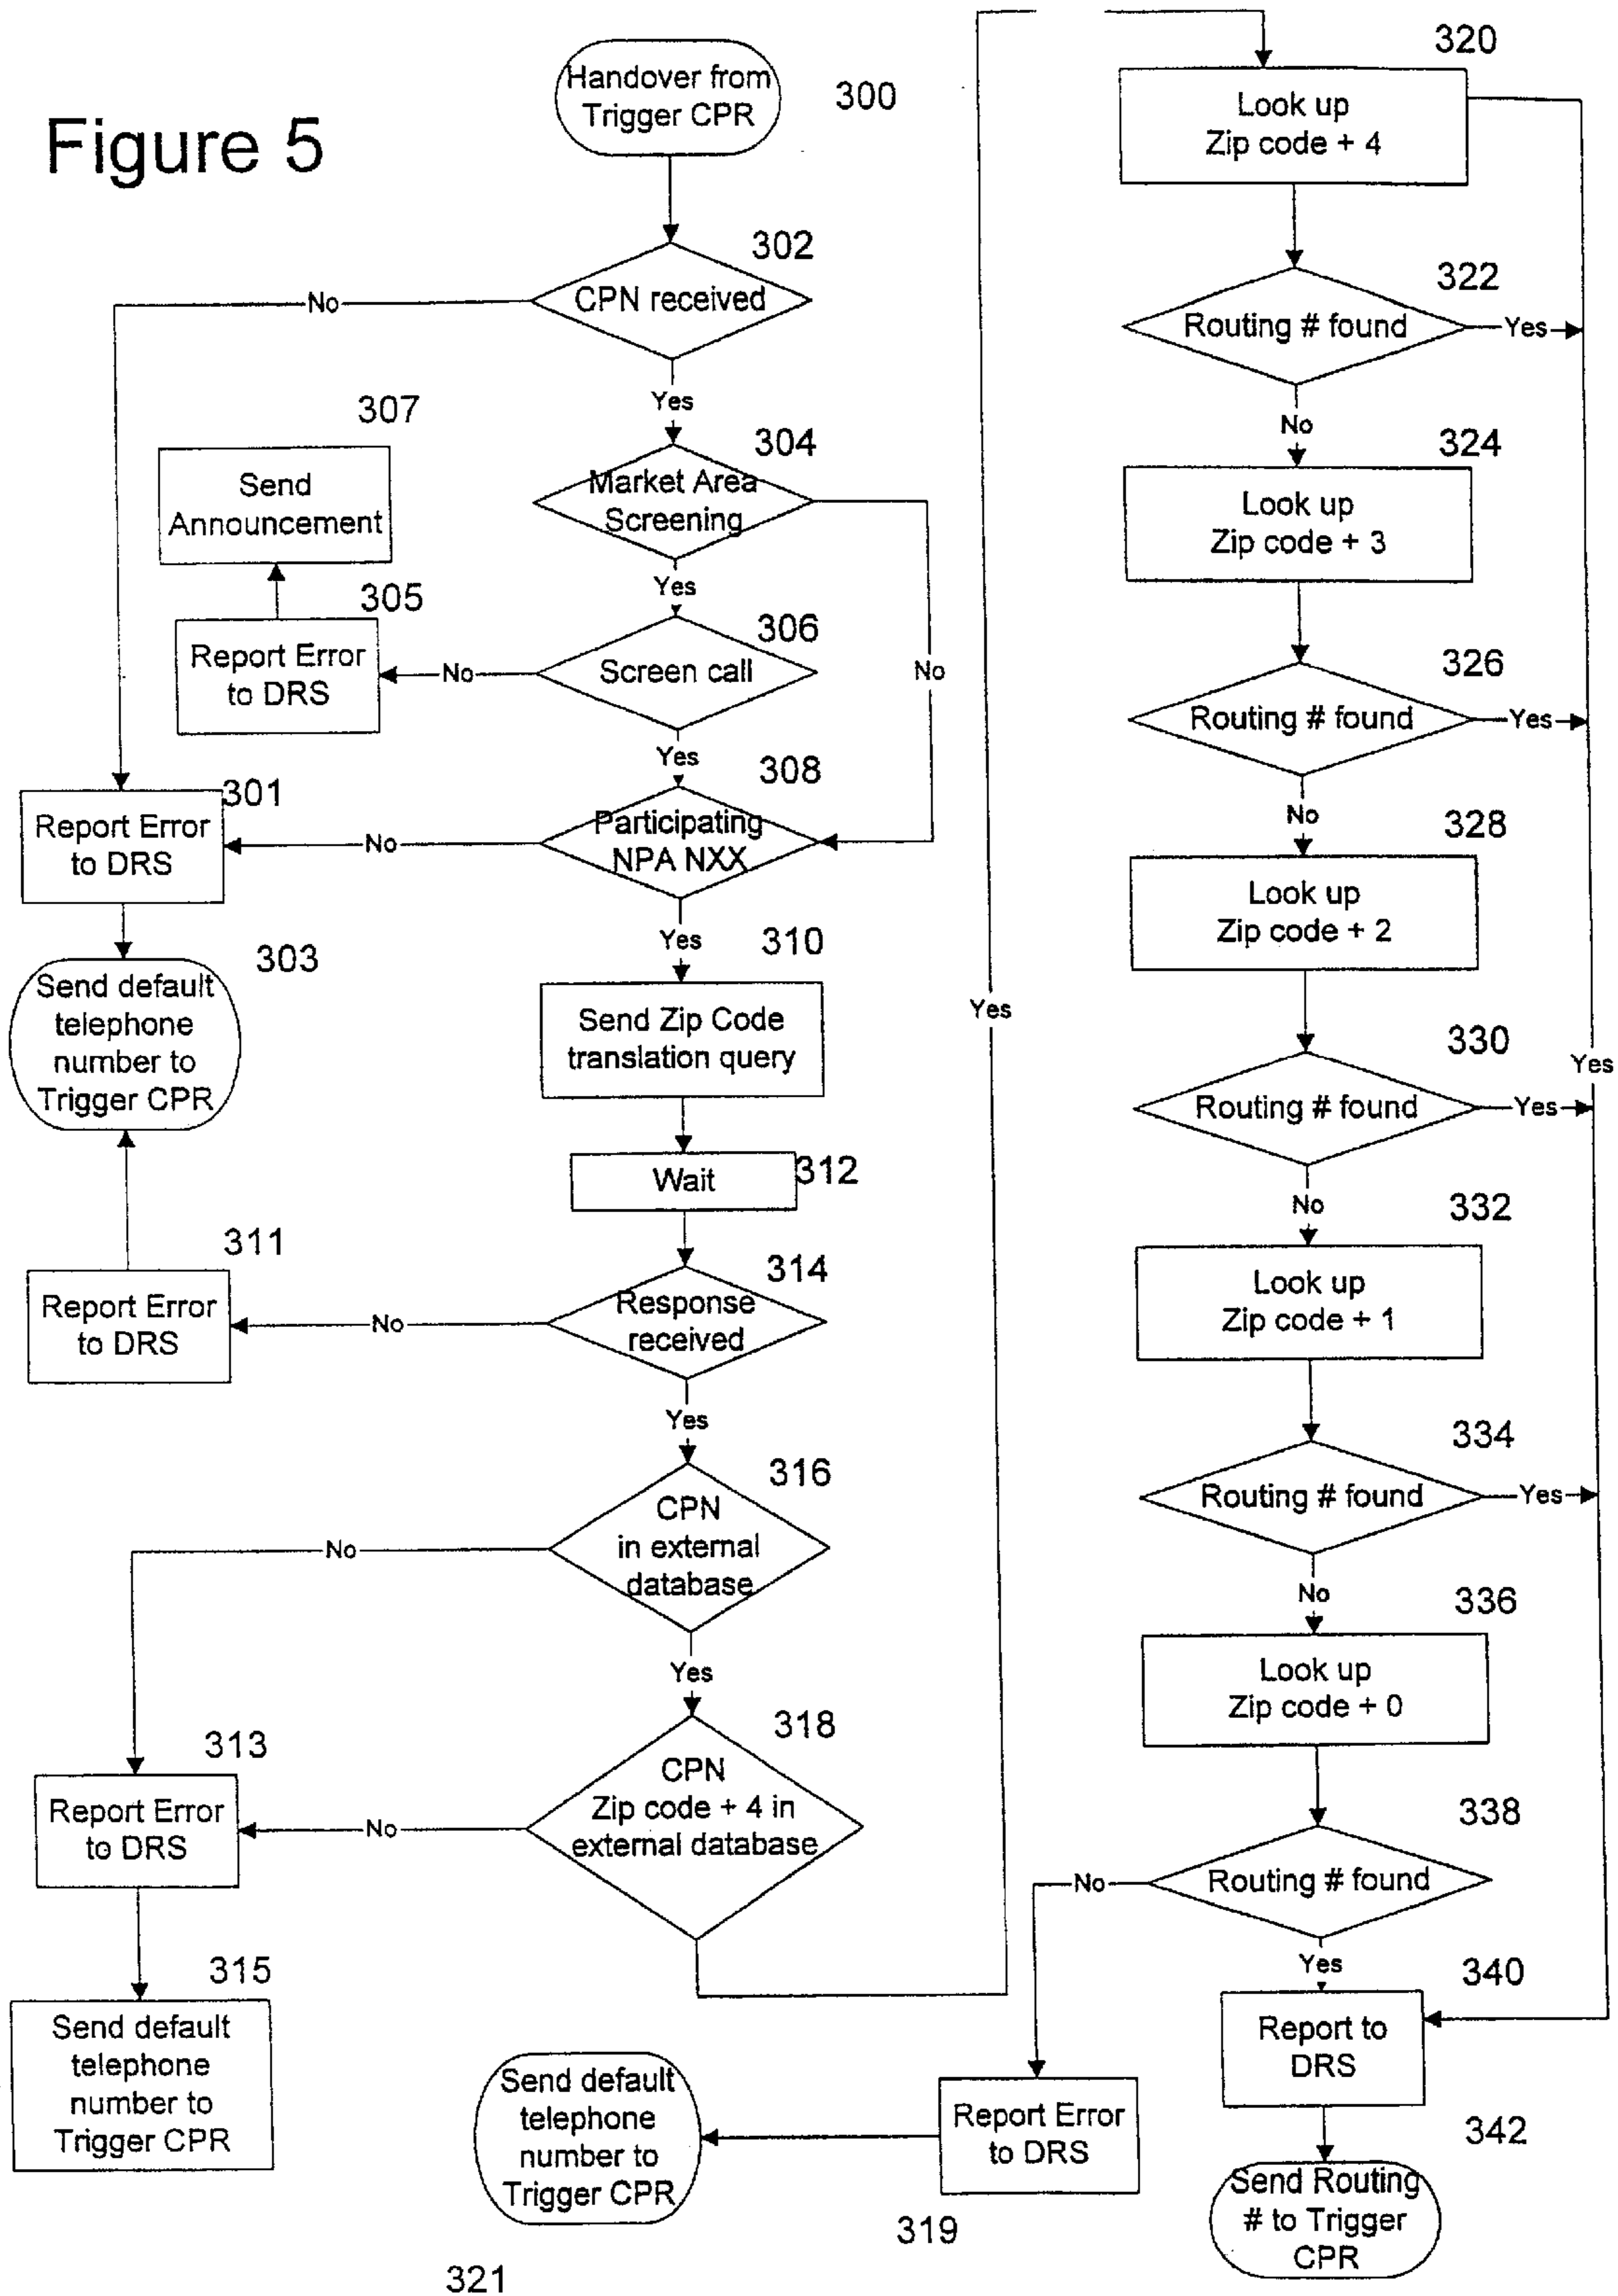 Figure 5
Handover from
Trigger CPR
300
302
CPN received
No
Yes
307
Send
Announcement
304
Market Area
Screening
Yes
No
305
Report Error
to DRS
306
Screen call
No
Yes
301
Report Error
to DRS
308
Participating
NPA NXX
No
Yes
303
Send default
telephone
number to
Trigger CPR
310
Send Zip Code
translation query
Wait
312
311
Report Error
to DRS
314
Response
received
No
Yes
316
CPN
in external
database
No
Yes
313
Report Error
to DRS
318
CPN
Zip code + 4 in
external database
No
Yes
315
Send default
telephone
number to
Trigger CPR
320
Look up
Zip code + 4
322
Routing # found
Yes
No
324
Look up
Zip code + 3
326
Routing # found
Yes
No
328
Look up
Zip code + 2
330
Routing # found
Yes
Yes
No
332
Look up
Zip code + 1
334
Routing # found
Yes
No
336
Look up
Zip code + 0
338
Routing # found
No
Yes
340
Report to
DRS
342
Send Routing
# to Trigger
CPR
Report Error
to DRS
319
Send default
telephone
number to
Trigger CPR
321